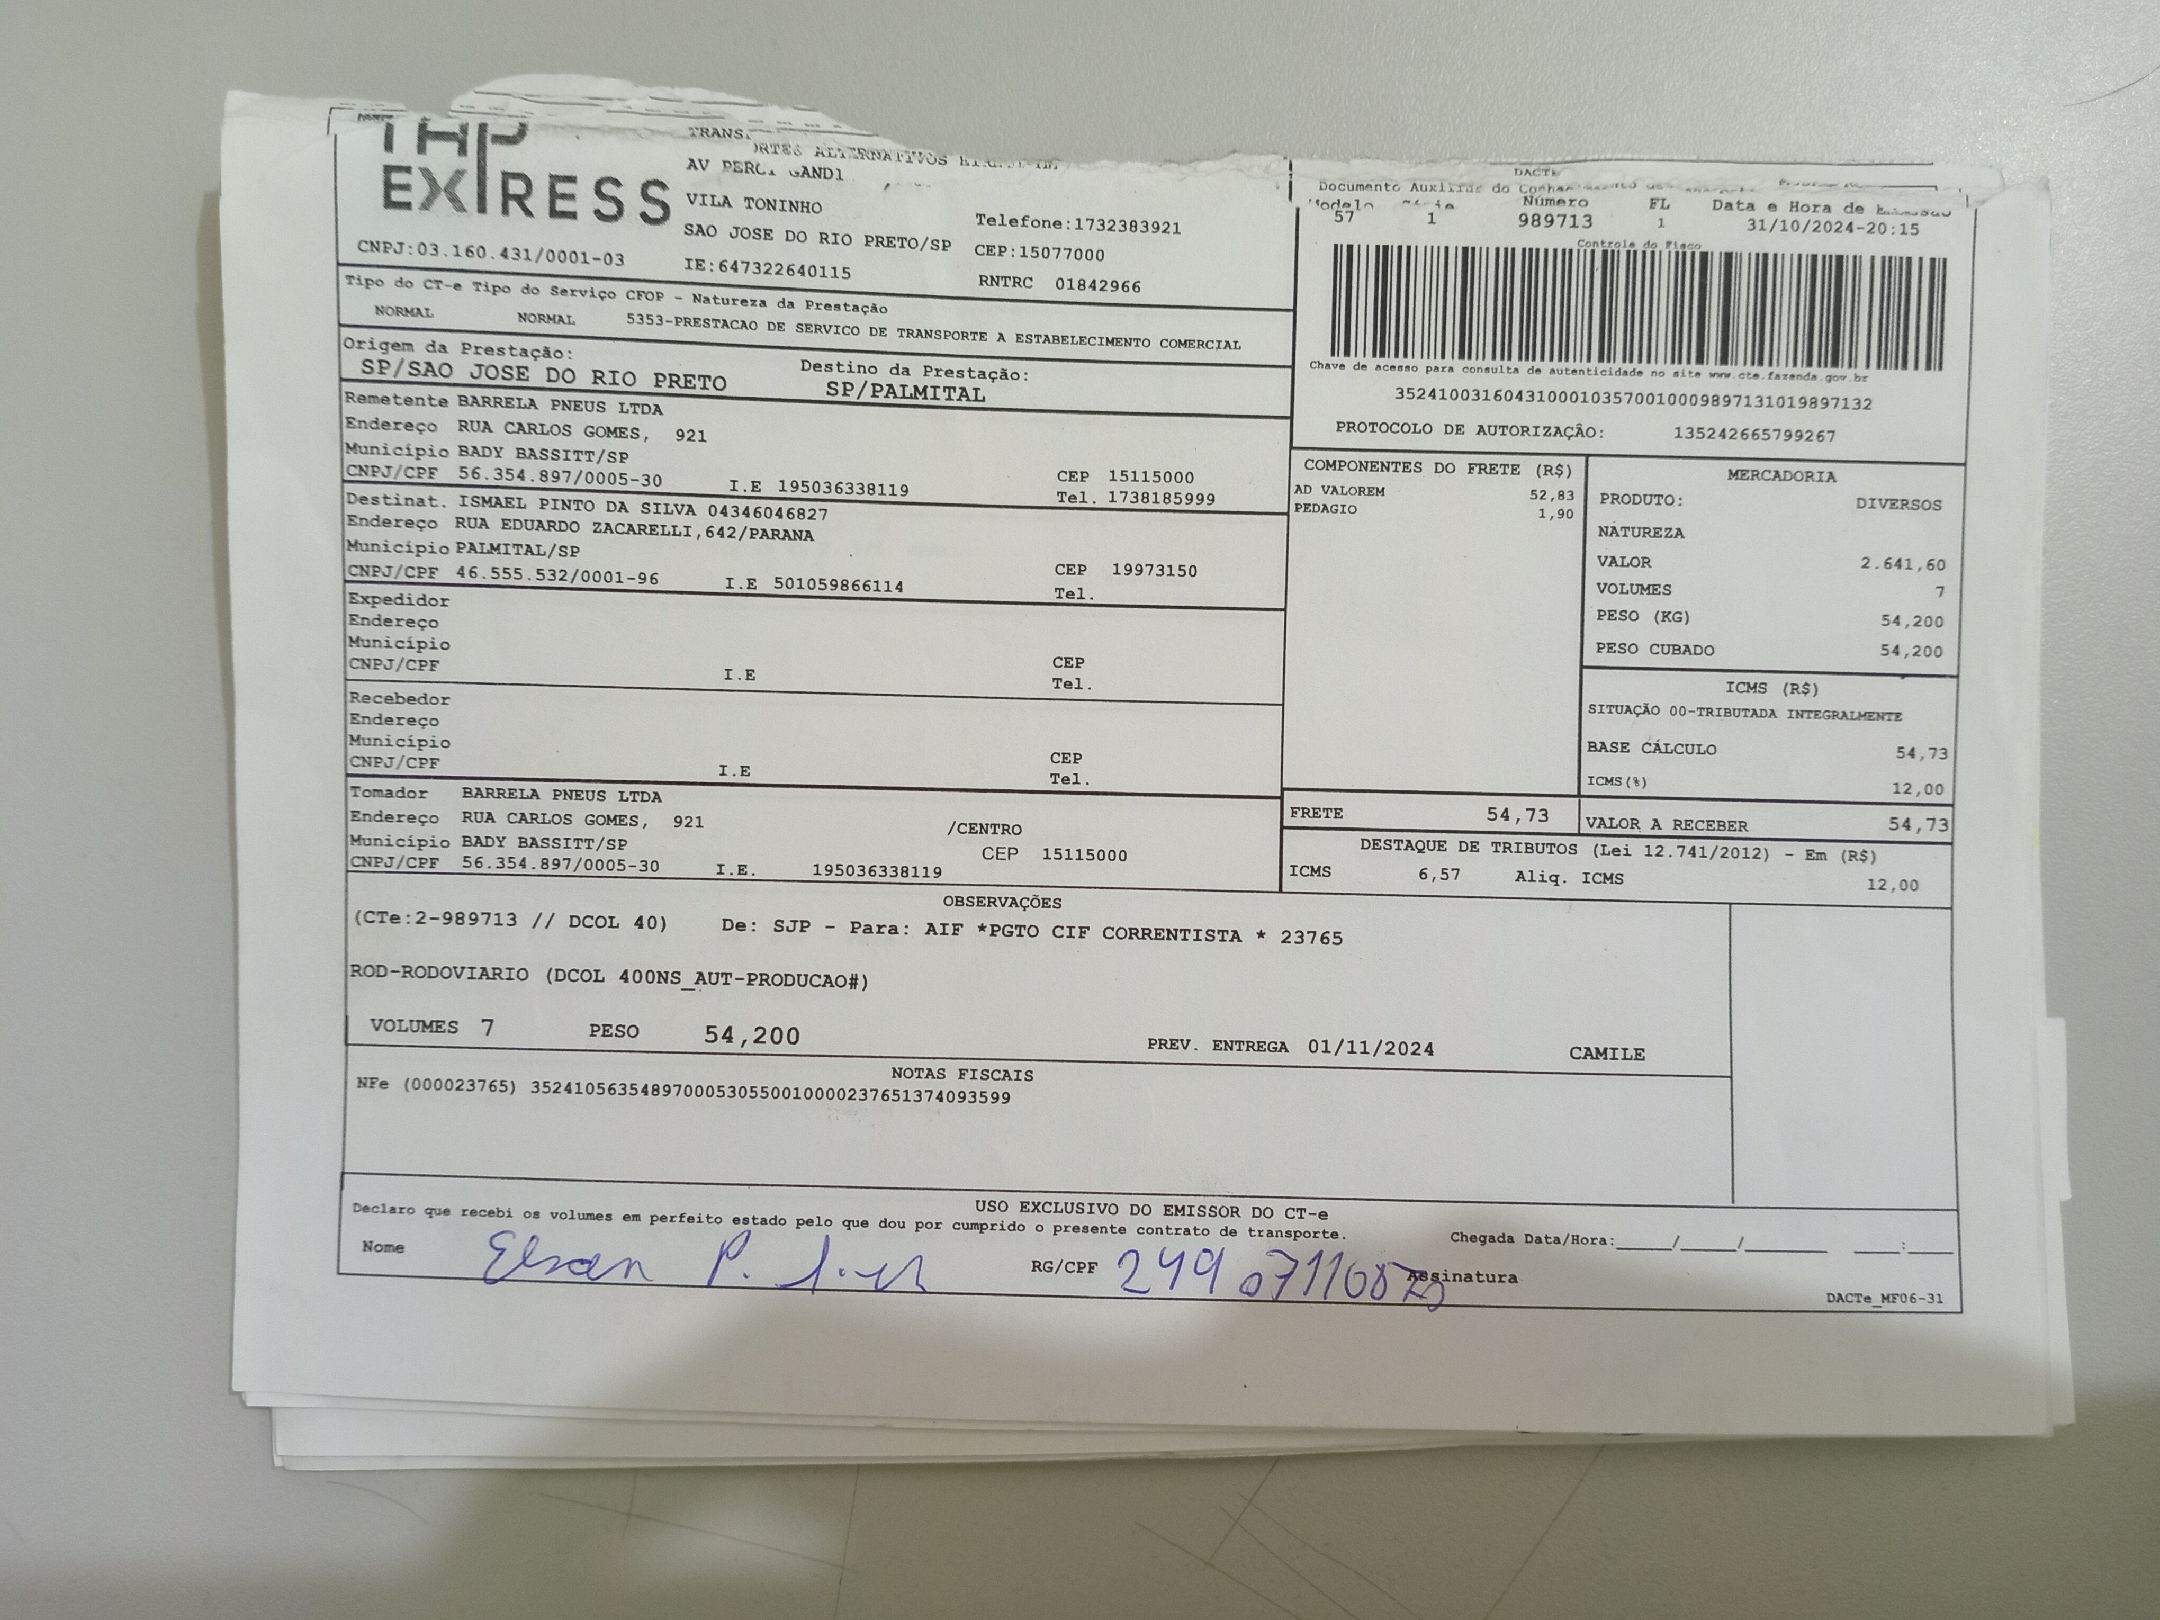 THP
EXPRESS
CNPJ:03.160.431/0001-03
TRANS
ALTERNATIVOS
AV
VILA TONINHO
SAO JOSE DO RIO PRETO/SP
IE:647322640115
Telefone:1732383921
CEP:15077000
RNTRC 01842966
DACTE
Documento Auxiliar do
Número FL Data e Hora de
57 1 989713 1 31/10/2024-20:15
Controle do Fisco
Chave de acesso para consulta de autenticidade no site www.cte.fazenda.gov.br
35241003160431000103570010009897131019897132
PROTOCOLO DE AUTORIZAÇÂO: 135242665799267
Tipo do CT-e Tipo do Serviço CFOP - Natureza da Prestação
NORMAL NORMAL 5353-PRESTACAO DE SERVICO DE TRANSPORTE A ESTABELECIMENTO COMERCIAL
Origem da Prestação: Destino da Prestação:
SP/SAO JOSE DO RIO PRETO SP/PALMITAL
Remetente BARRELA PNEUS LTDA
Endereço RUA CARLOS GOMES, 921
Município BADY BASSITT/SP CEP 15115000
CNPJ/CPF 56.354.897/0005-30 I.E 195036338119 Tel. 1738185999
Destinat. ISMAEL PINTO DA SILVA 04346046827
Endereço RUA EDUARDO ZACARELLI,642/PARANA
Município PALMITAL/SP CEP 19973150
CNPJ/CPF 46.555.532/0001-96 I.E 501059866114 Tel.
Expedidor
Endereço
Município CEP
CNPJ/CPF I.E Tel.
Recebedor
Endereço
Município CEP
CNPJ/CPF I.E Tel.
Tomador BARRELA PNEUS LTDA
Endereço RUA CARLOS GOMES, 921 /CENTRO
Município BADY BASSITT/SP CEP 15115000
CNPJ/CPF 56.354.897/0005-30 I.E. 195036338119
COMPONENTES DO FRETE (R$)
AD VALOREM 52,83
PEDAGIO 1,90
MERCADORIA
PRODUTO: DIVERSOS
NATUREZA
VALOR 2.641,60
VOLUMES 7
PESO (KG) 54,200
PESO CUBADO 54,200
ICMS (R$)
SITUAÇÃO 00-TRIBUTADA INTEGRALMENTE
BASE CÁLCULO 54,73
ICMS(%) 12,00
FRETE 54,73 VALOR A RECEBER 54,73
DESTAQUE DE TRIBUTOS (Lei 12.741/2012) - Em (R$)
ICMS 6,57 Aliq. ICMS 12,00
OBSERVAÇÕES
(CTe:2-989713 // DCOL 40) De: SJP - Para: AIF *PGTO CIF CORRENTISTA * 23765
ROD-RODOVIARIO (DCOL 400NS_AUT-PRODUCAO#)
VOLUMES 7 PESO 54,200 PREV. ENTREGA 01/11/2024 CAMILE
NOTAS FISCAIS
NFe (000023765) 35241056354897000530550010000237651374093599
USO EXCLUSIVO DO EMISSOR DO CT-e
Declaro que recebi os volumes em perfeito estado pelo que dou por cumprido o presente contrato de transporte.
Chegada Data/Hora:_____/_____/_______ ____:____
Nome RG/CPF Assinatura
DACTe_MF06-31